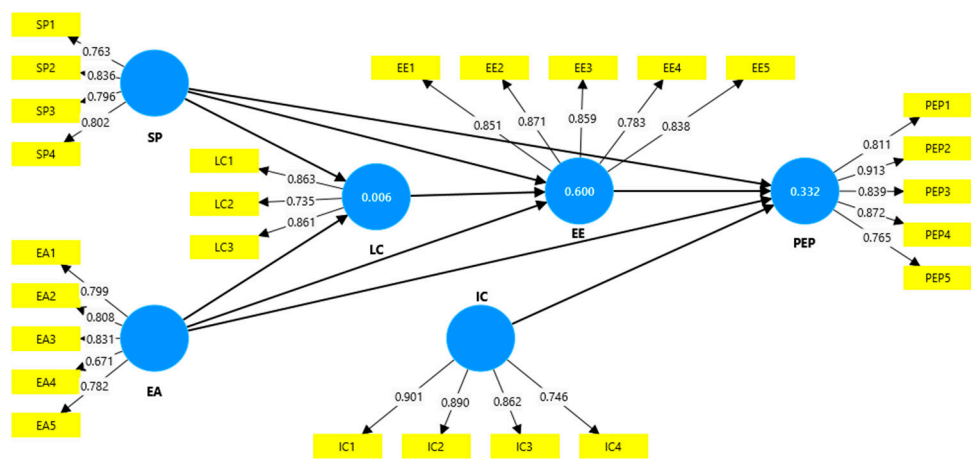 SP1
0.763
SP2
0.836
SP3
0.796
0.802
SP4
SP
EE1
EE2
EE3
EE4
EE5
0.851
0.871
0.859
0.783
0.838
PEP1
0.811
PEP2
0.913
PEP3
0.839
0.872
PEP4
0.765
PEP5
LC1
0.863
LC2
0.735
0.861
LC3
0.006
LC
0.600
EE
0.332
PEP
EA1
0.799
EA2
0.808
EA3
0.831
0.671
EA4
0.782
EA5
EA
IC
0.901
0.890
0.862
0.746
IC1
IC2
IC3
IC4